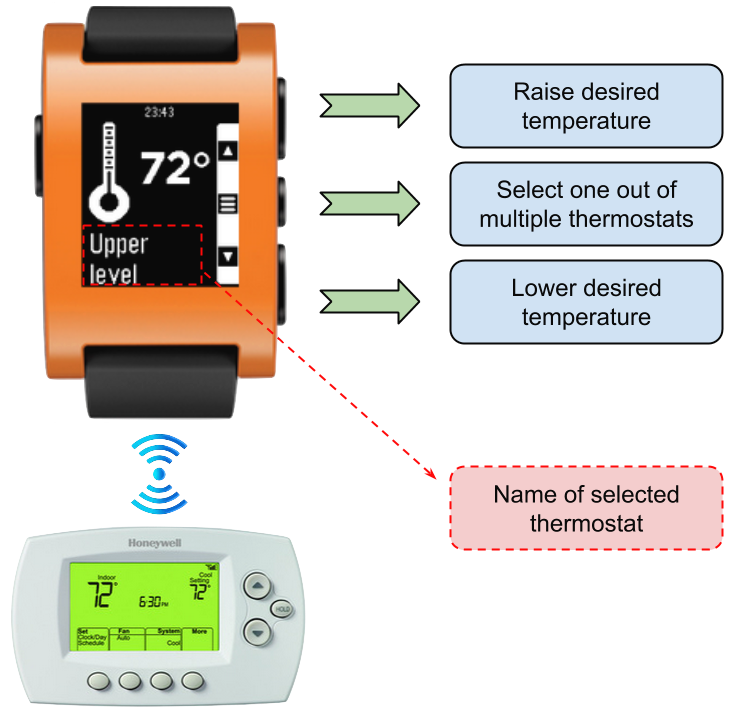 23:43
72°
Upper
level
Raise desired
temperature
Select one out of
multiple thermostats
Lower desired
temperature
Name of selected
thermostat
Honeywell
Indoor
72°
6:30 PM
Cool
Setting
72°
Set
Clock/Day
Schedule
Fan
Auto
System
Cool
More
HOLD